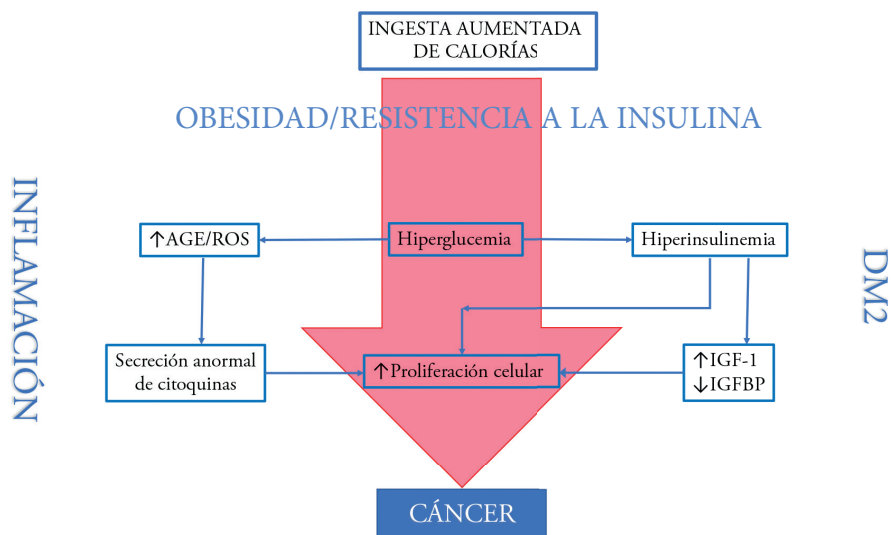 INGESTA AUMENTADA
DE CALORÍAS
OBESIDAD/RESISTENCIA A LA INSULINA
INFLAMACIÓN
↑AGE/ROS
Hiperglucemia
Hiperinsulinemia
DM2
Secreción anormal
de citoquinas
↑Proliferación celular
↑IGF-1
↓IGFBP
CÁNCER